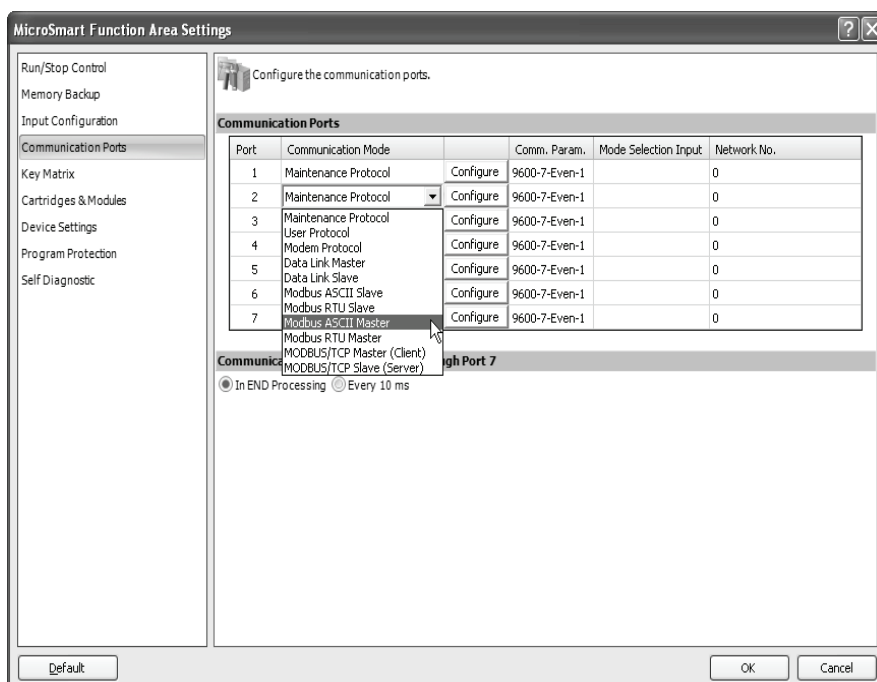 MicroSmart Function Area Settings
Run/Stop Control
Memory Backup
Input Configuration
Communication Ports
Key Matrix
Cartridges & Modules
Device Settings
Program Protection
Self Diagnostic
Configure the communication ports.
Communication Ports
Port Communication Mode Comm. Param. Mode Selection Input Network No.
1 Maintenance Protocol Configure 9600-7-Even-1 0
2 Maintenance Protocol Configure 9600-7-Even-1 0
3 Configure 9600-7-Even-1 0
4 Configure 9600-7-Even-1 0
5 Configure 9600-7-Even-1 0
6 Configure 9600-7-Even-1 0
7 Configure 9600-7-Even-1 0
Maintenance Protocol
User Protocol
Modem Protocol
Data Link Master
Data Link Slave
Modbus ASCII Slave
Modbus RTU Slave
Modbus ASCII Master
Modbus RTU Master
MODBUS/TCP Master (Client)
MODBUS/TCP Slave (Server)
Port 7
In END Processing Every 10 ms
Default
OK Cancel